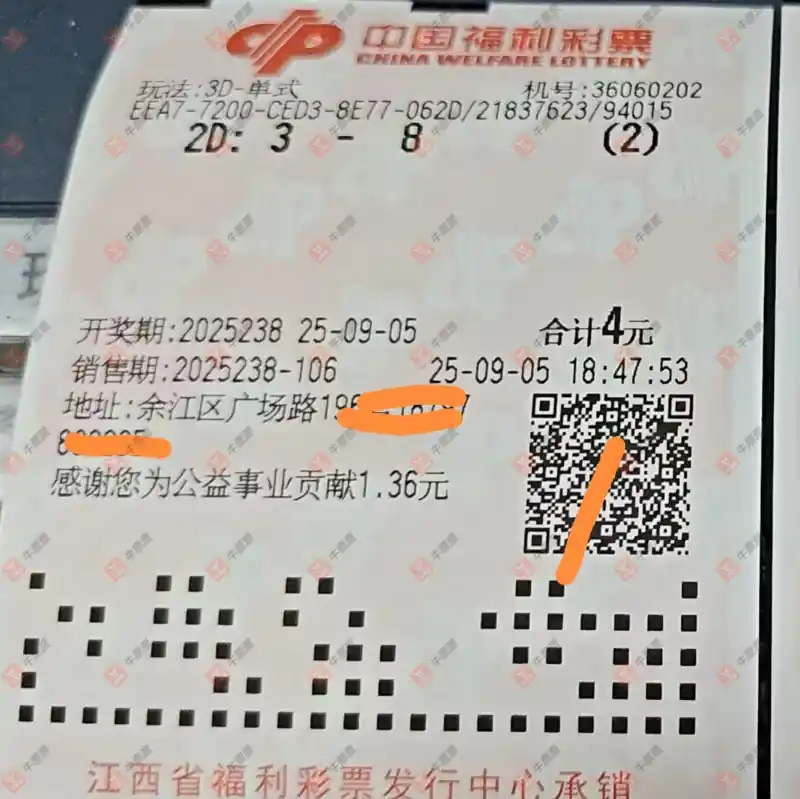 中国福利彩票
CHINA WELFARE LOTTERY
玩法:3D-单式 机号:36060202
EEA7-7200-CED3-8E77-062D/21837623/94015
2D: 3 - 8 (2)
开奖期:2025238 25-09-05 合计4元
销售期:2025238-106 25-09-05 18:47:53
地址:余江区广场路19
感谢您为公益事业贡献1.36元
江西省福利彩票发行中心承销